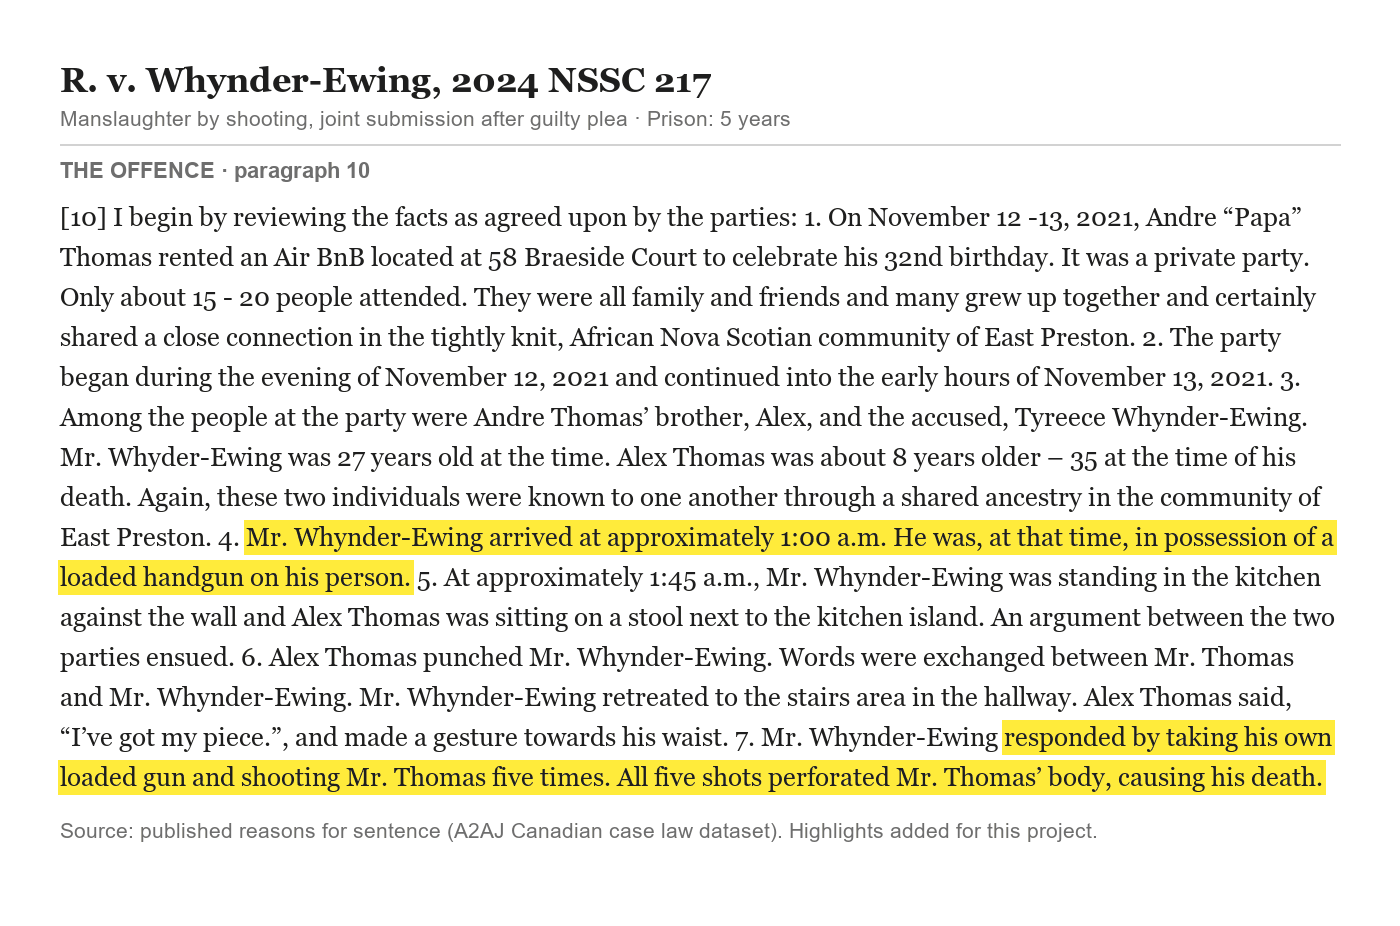 R. v. Whynder-Ewing, 2024 NSSC 217
Manslaughter by shooting, joint submission after guilty plea · Prison: 5 years
THE OFFENCE · paragraph 10
[10] I begin by reviewing the facts as agreed upon by the parties: 1. On November 12 -13, 2021, Andre “Papa”
Thomas rented an Air BnB located at 58 Braeside Court to celebrate his 32nd birthday. It was a private party.
Only about 15 - 20 people attended. They were all family and friends and many grew up together and certainly
shared a close connection in the tightly knit, African Nova Scotian community of East Preston. 2. The party
began during the evening of November 12, 2021 and continued into the early hours of November 13, 2021. 3.
Among the people at the party were Andre Thomas’ brother, Alex, and the accused, Tyreece Whynder-Ewing.
Mr. Whyder-Ewing was 27 years old at the time. Alex Thomas was about 8 years older – 35 at the time of his
death. Again, these two individuals were known to one another through a shared ancestry in the community of
East Preston. 4. Mr. Whynder-Ewing arrived at approximately 1:00 a.m. He was, at that time, in possession of a
loaded handgun on his person. 5. At approximately 1:45 a.m., Mr. Whynder-Ewing was standing in the kitchen
against the wall and Alex Thomas was sitting on a stool next to the kitchen island. An argument between the two
parties ensued. 6. Alex Thomas punched Mr. Whynder-Ewing. Words were exchanged between Mr. Thomas
and Mr. Whynder-Ewing. Mr. Whynder-Ewing retreated to the stairs area in the hallway. Alex Thomas said,
“I’ve got my piece.”, and made a gesture towards his waist. 7. Mr. Whynder-Ewing responded by taking his own
loaded gun and shooting Mr. Thomas five times. All five shots perforated Mr. Thomas’ body, causing his death.
Source: published reasons for sentence (A2AJ Canadian case law dataset). Highlights added for this project.